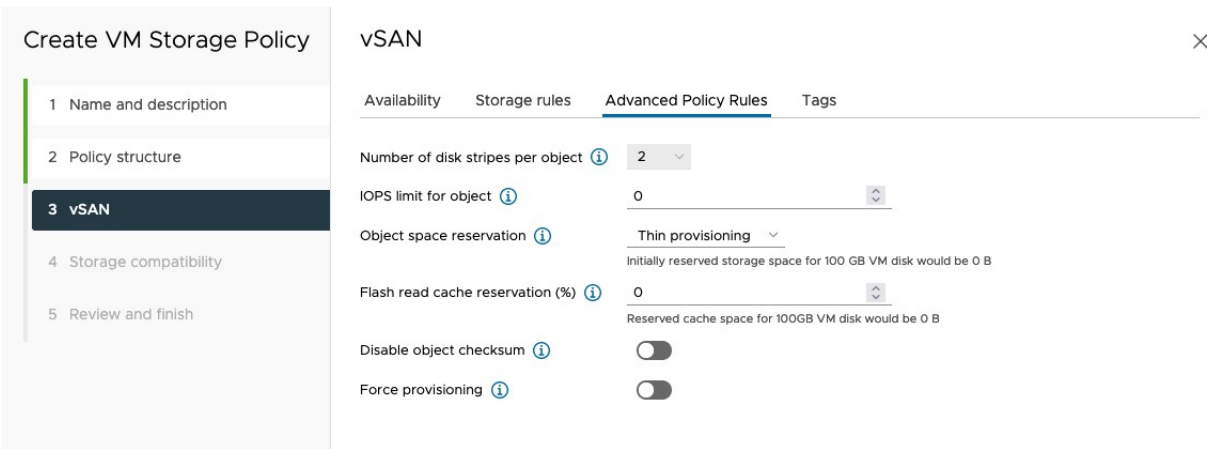 Create VM Storage Policy
1 Name and description
2 Policy structure
3 vSAN
4 Storage compatibility
5 Review and finish
vSAN
Availability Storage rules Advanced Policy Rules Tags
Number of disk stripes per object 2
IOPS limit for object 0
Object space reservation Thin provisioning
Initially reserved storage space for 100 GB VM disk would be 0 B
Flash read cache reservation (%) 0
Reserved cache space for 100GB VM disk would be 0 B
Disable object checksum
Force provisioning